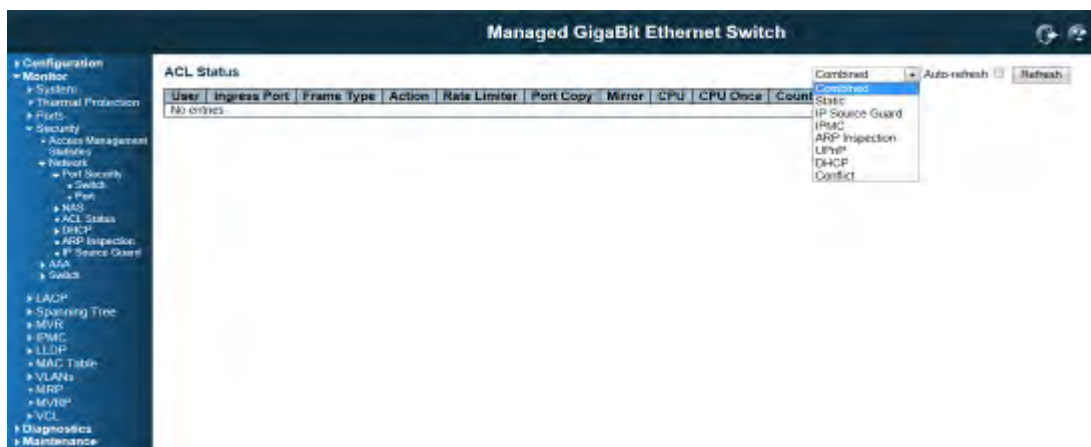 Managed GigaBit Ethernet Switch
Configuration
Monitor
System
Thermal Protection
Ports
Security
Access Management
Statistics
Network
Port Security
Switch
Port
NAS
ACL Status
DHCP
ARP Inspection
IP Source Guard
AAA
Switch
LACP
Spanning Tree
MVR
IPMC
LLDP
MAC Table
VLANs
MRP
MVRP
VCL
Diagnostics
Maintenance
ACL Status
Combined Auto-refresh Refresh
User Ingress Port Frame Type Action Rate Limiter Port Copy Mirror CPU CPU Once Count
No entries
Combined
Static
IP Source Guard
IPMC
ARP Inspection
UPnP
DHCP
Conflict